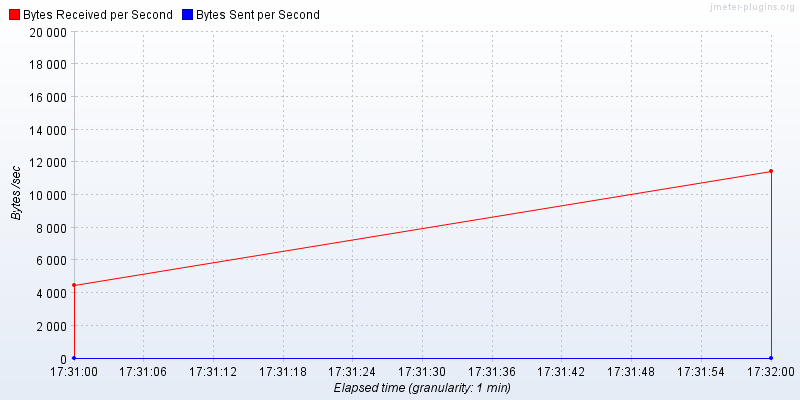 jmeter-plugins.org
Bytes Received per Second Bytes Sent per Second
20 000
18 000
16 000
14 000
12 000
10 000
8 000
6 000
4 000
2 000
0
Bytes /sec
17:31:00 17:31:06 17:31:12 17:31:18 17:31:24 17:31:30 17:31:36 17:31:42 17:31:48 17:31:54 17:32:00
Elapsed time (granularity: 1 min)